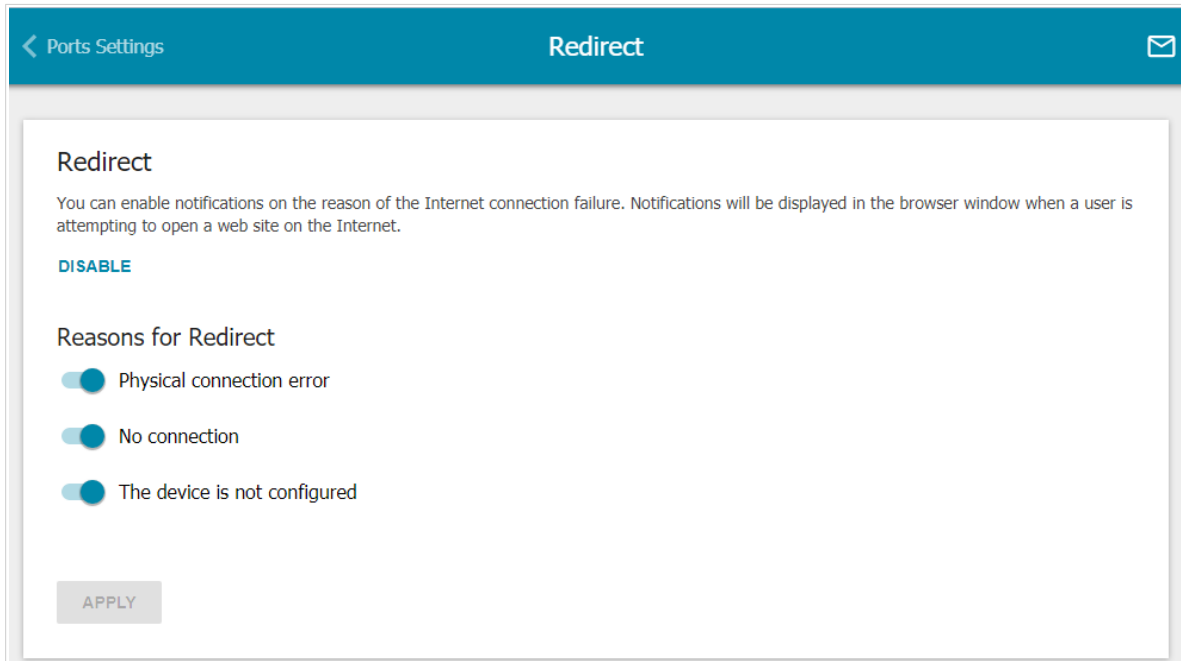 Ports Settings
Redirect
Redirect
You can enable notifications on the reason of the Internet connection failure. Notifications will be displayed in the browser window when a user is
attempting to open a web site on the Internet.
DISABLE
Reasons for Redirect
Physical connection error
No connection
The device is not configured
APPLY